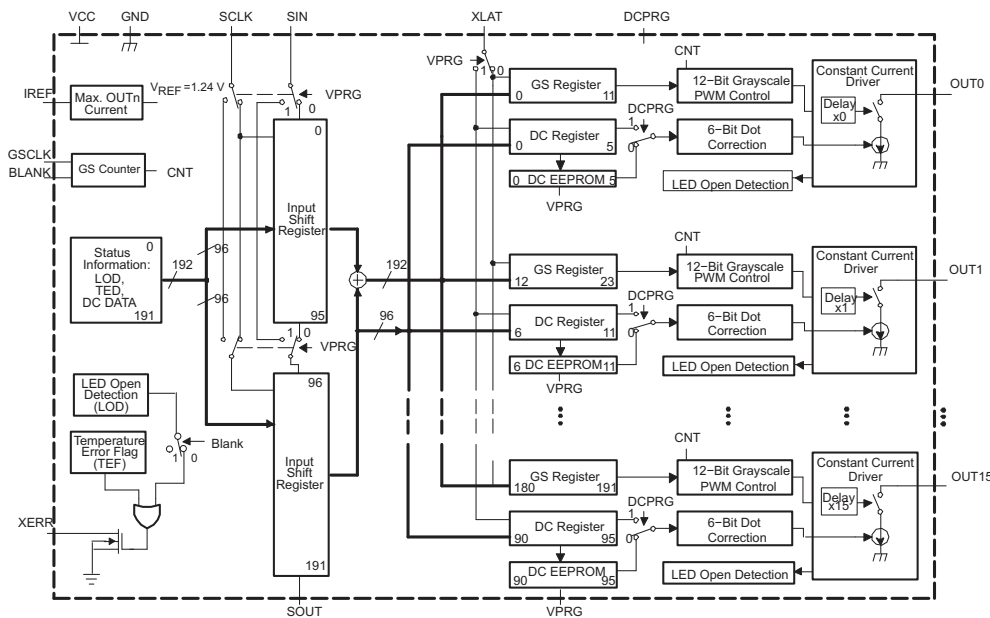 VCC GND SCLK SIN XLAT DCPRG
VPRG
1 0
CNT
GS Register
0 11
12−Bit Grayscale
PWM Control
Constant Current
Driver
Delay
x0
OUT0
IREF
Max. OUTn
Current
VREF =1.24 V
1 0
VPRG
DCPRG
1
0
DC Register
0 5
6−Bit Dot
Correction
0 DC EEPROM 5
VPRG
LED Open Detection
GSCLK
BLANK
GS Counter
CNT
0
Input
Shift
Register
95
0
Status
Information:
LOD,
TED,
DC DATA
191
192
96
96
192
96
CNT
GS Register
12 23
12−Bit Grayscale
PWM Control
Constant Current
Driver
Delay
x1
OUT1
DCPRG
1
0
DC Register
6 11
6−Bit Dot
Correction
6 DC EEPROM 11
VPRG
LED Open Detection
1 0
VPRG
96
Input
Shift
Register
191
LED Open
Detection
(LOD)
Blank
1 0
Temperature
Error Flag
(TEF)
XERR
CNT
GS Register
180 191
12−Bit Grayscale
PWM Control
Constant Current
Driver
Delay
x15
OUT15
DCPRG
1
0
DC Register
90 95
6−Bit Dot
Correction
DC EEPROM
90 95
LED Open Detection
SOUT
VPRG